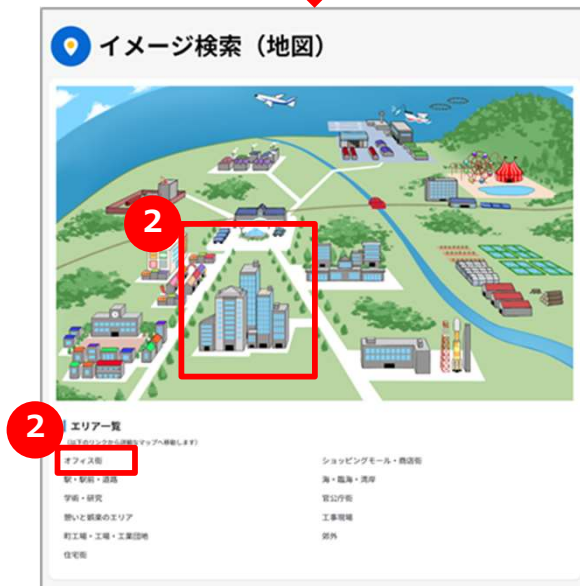 イメージ検索（地図）
2
2
エリア一覧
（以下のリンクから詳細なマップへ移動します）
オフィス街
ショッピングモール・商店街
駅・駅前・道路
海・臨海・湾岸
学術・研究
官公庁街
憩いと娯楽のエリア
工事現場
町工場・工場・工業団地
郊外
住宅街